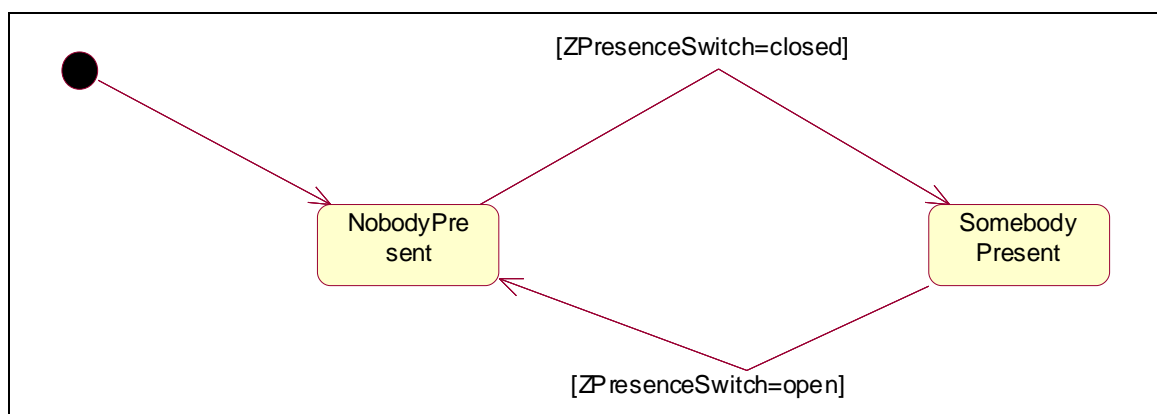 [ZPresenceSwitch=closed]
NobodyPre
sent
Somebody
Present
[ZPresenceSwitch=open]